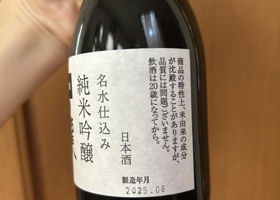 商品の特性上、米由来の成分
が沈殿することがありますが、
品質には問題ございません。
飲酒は20歳になってから。
日本酒
名水仕込み
純米吟醸
製造年月
2025.06